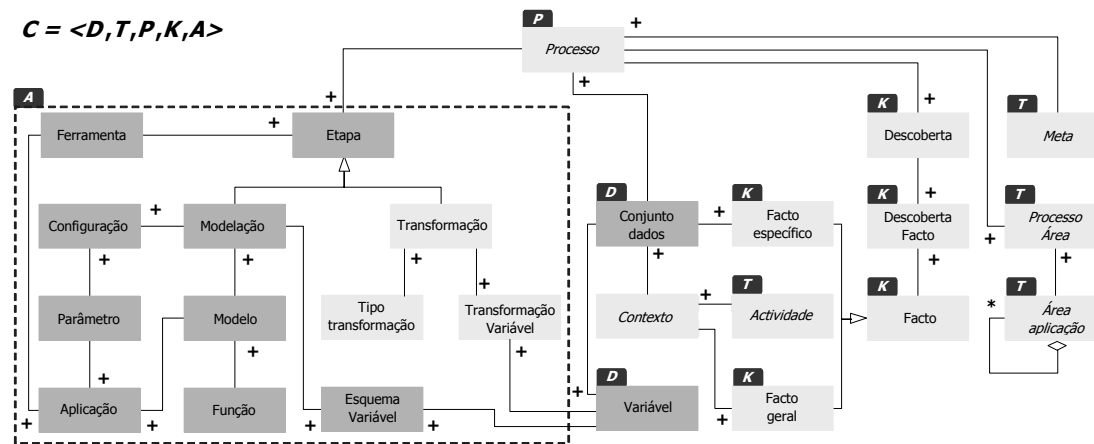 C = <D,T,P,K,A>
P
Processo
+
+
+
+
+
A
Ferramenta
+
Etapa
K
Descoberta
+
T
Meta
Configuração
+
Modelação
Transformação
D
Conjunto
dados
+
K
Facto
específico
K
Descoberta
Facto
+
T
Processo
Área
+
+
+
+
+
+
+
+
Parâmetro
Modelo
Tipo
transformação
Transformação
Variável
Contexto
+
T
Actividade
K
Facto
*
T
Área
aplicação
+
+
+
Aplicação
+
+
Função
Esquema
Variável
+
+
+
D
Variável
+
K
Facto
geral